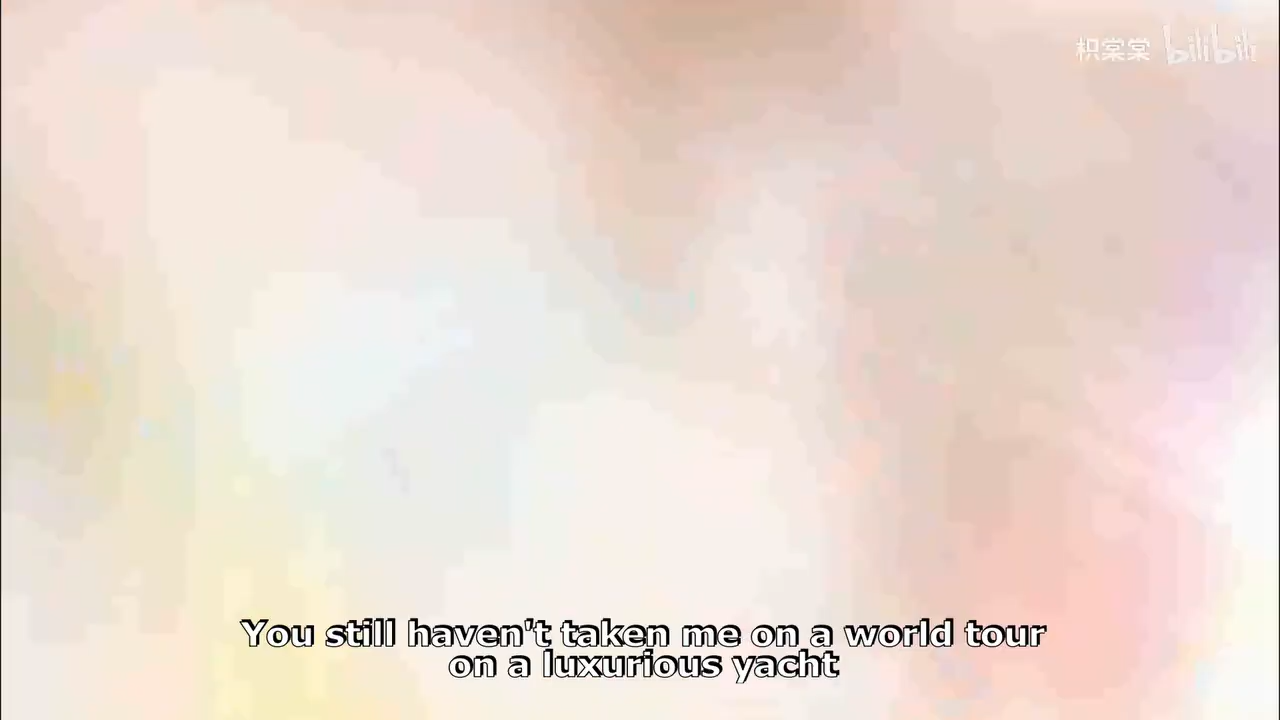 枳棠棠 bilibili
You still haven't taken me on a world tour
on a luxurious yacht